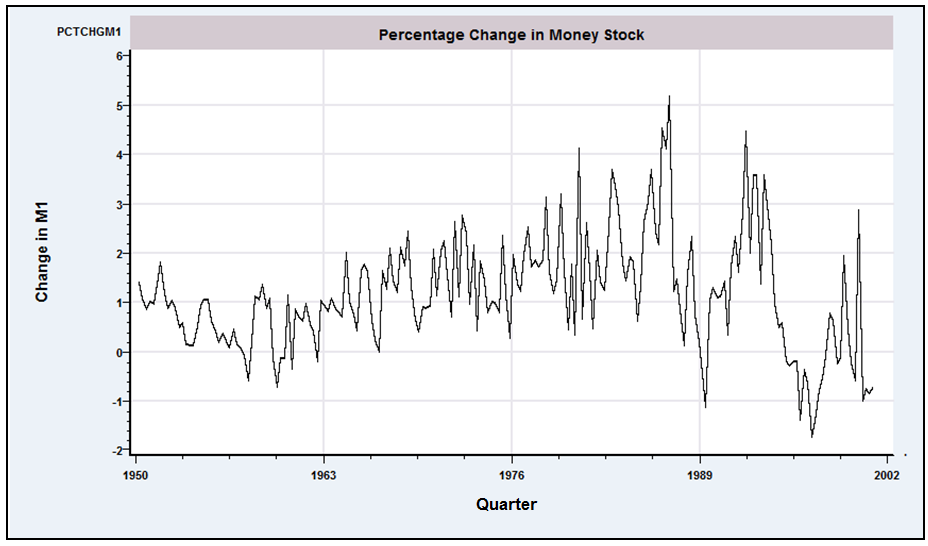 PCTCHGM1
Percentage Change in Money Stock
6
5
4
3
2
1
0
-1
-2
Change in M1
1950 1963 1976 1989 2002
Quarter